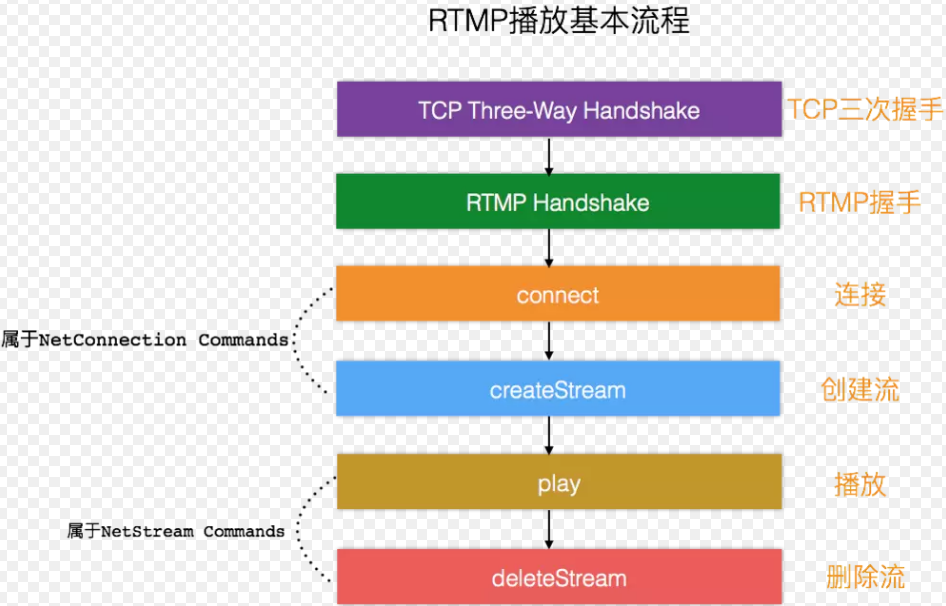 RTMP播放基本流程
TCP Three-Way Handshake
TCP三次握手
RTMP Handshake
RTMP握手
connect
连接
属于NetConnection Commands
createStream
创建流
play
播放
属于NetStream Commands
deleteStream
删除流